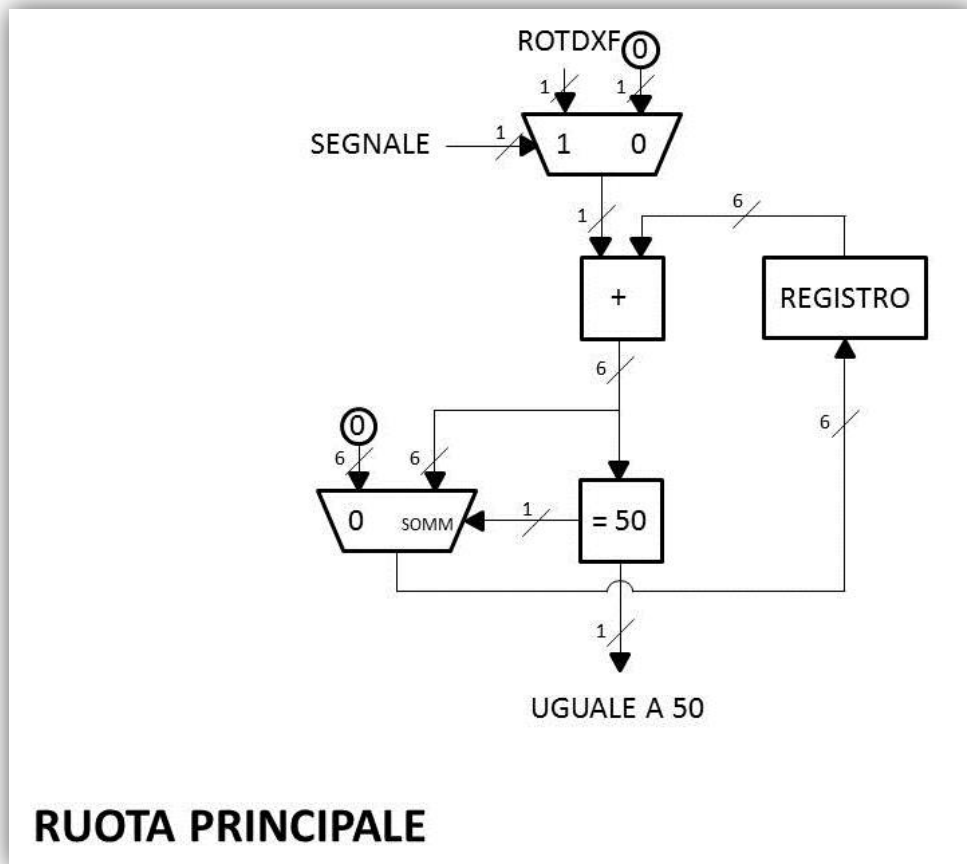 ROTDXF 0
1 1
SEGNALE 1
1 0
1 6
+ REGISTRO
6
0
6 6 6
0 SOMM 1 = 50
1
UGUALE A 50
RUOTA PRINCIPALE